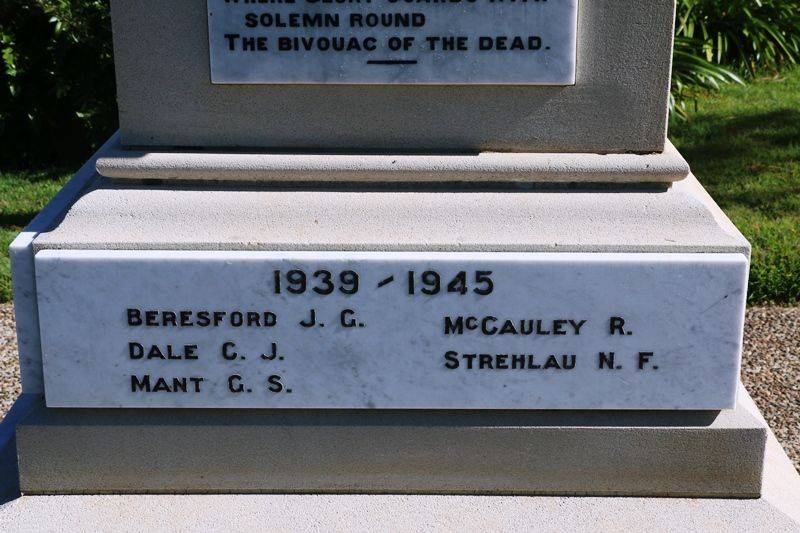 SOLEMN ROUND
THE BIVOUAC OF THE DEAD.
1939 - 1945
BERESFORD J. G.
DALE C. J.
MANT G. S.
McCAULEY R.
STREHLAU N. F.